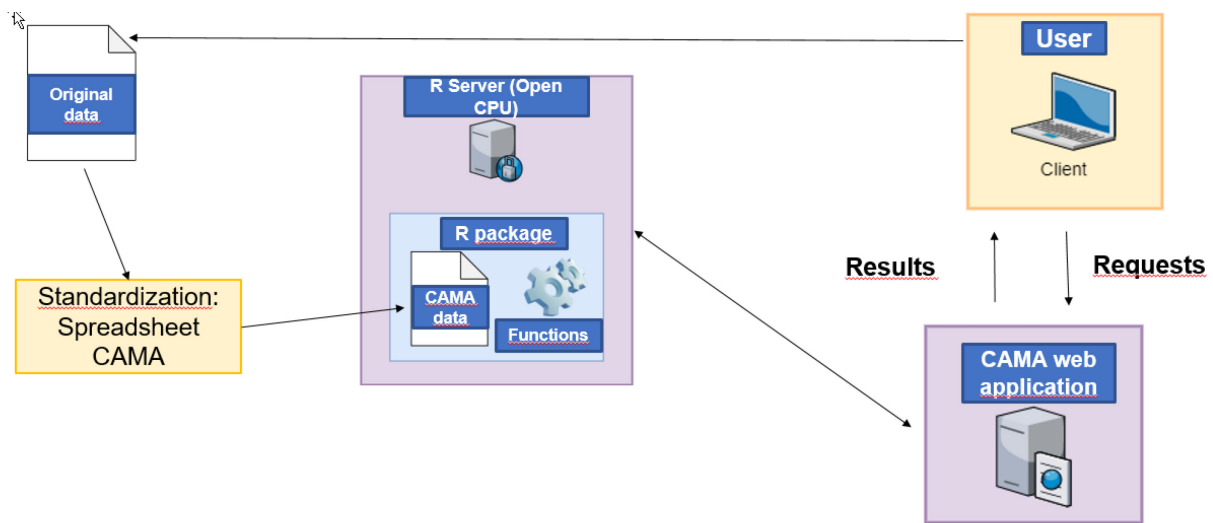 Original
data
R Server (Open
CPU)
User
Client
R package
CAMA
data
Functions
Standardization:
Spreadsheet
CAMA
Results
Requests
CAMA web
application